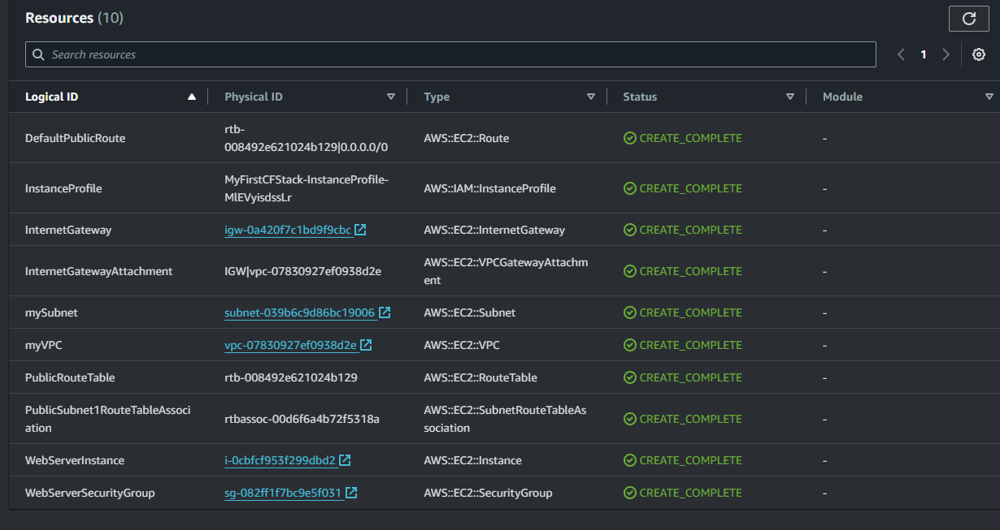 Resources (10)
Search resources
1
Logical ID Physical ID Type Status Module
DefaultPublicRoute rtb-008492e621024b129|0.0.0.0/0 AWS::EC2::Route CREATE_COMPLETE -
InstanceProfile MyFirstCFStack-InstanceProfile-MlEVyisdssLr AWS::IAM::InstanceProfile CREATE_COMPLETE -
InternetGateway igw-0a420f7c1bd9f9cbc AWS::EC2::InternetGateway CREATE_COMPLETE -
InternetGatewayAttachment IGW|vpc-07830927ef0938d2e AWS::EC2::VPCGatewayAttachment CREATE_COMPLETE -
mySubnet subnet-039b6c9d86bc19006 AWS::EC2::Subnet CREATE_COMPLETE -
myVPC vpc-07830927ef0938d2e AWS::EC2::VPC CREATE_COMPLETE -
PublicRouteTable rtb-008492e621024b129 AWS::EC2::RouteTable CREATE_COMPLETE -
PublicSubnet1RouteTableAssociation rtbassoc-00d6f6a4b72f5318a AWS::EC2::SubnetRouteTableAssociation CREATE_COMPLETE -
WebServerInstance i-0cbfcf953f299dbd2 AWS::EC2::Instance CREATE_COMPLETE -
WebServerSecurityGroup sg-082ff1f7bc9e5f031 AWS::EC2::SecurityGroup CREATE_COMPLETE -